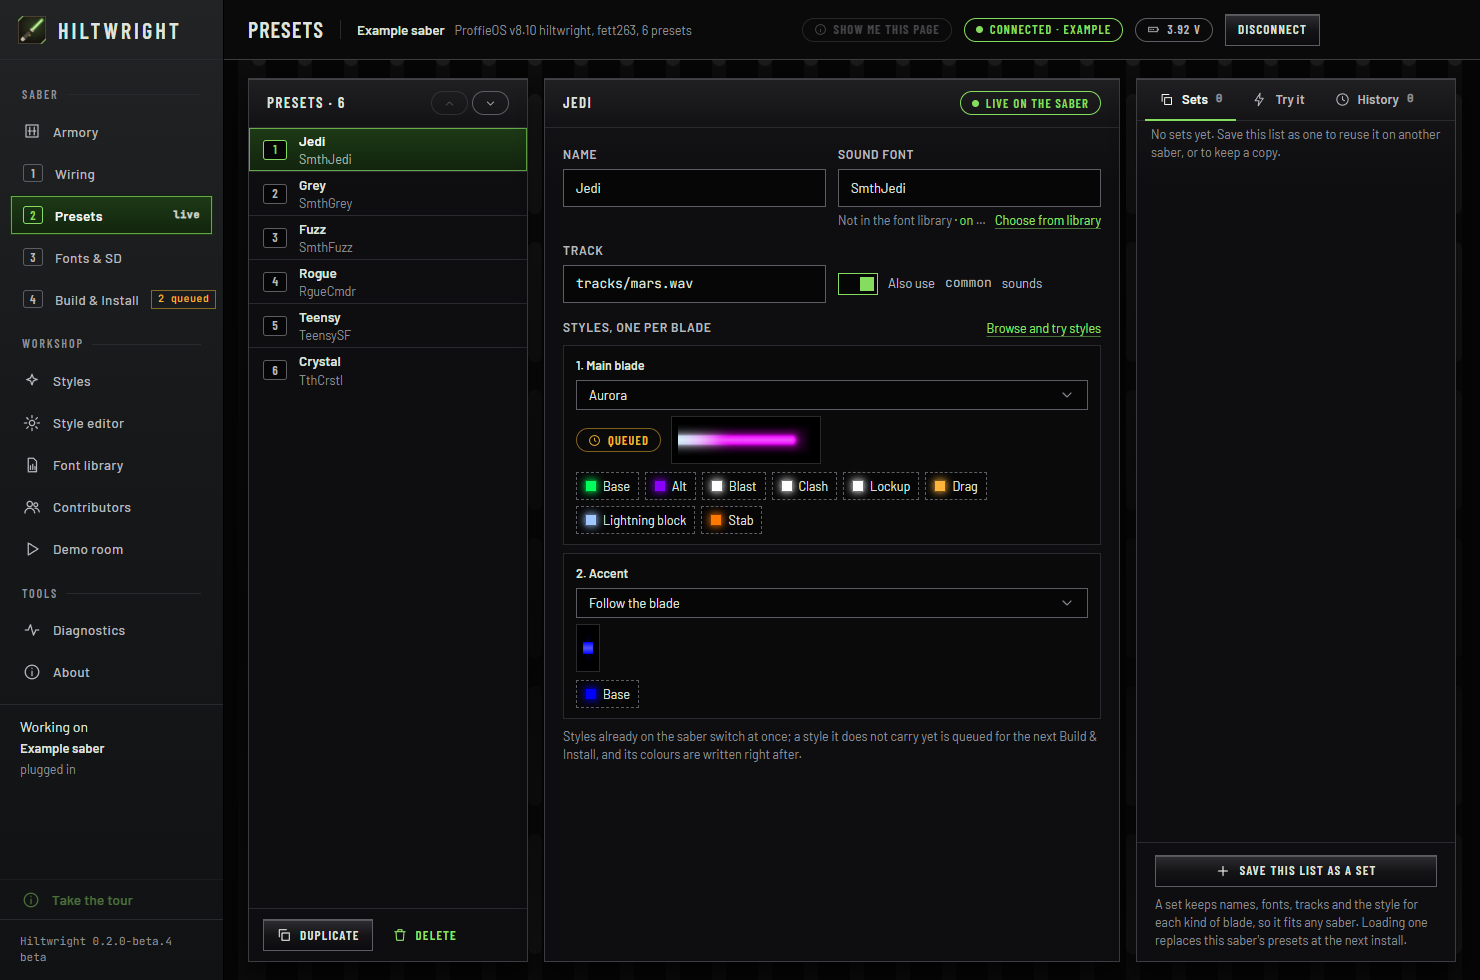 HILTWRIGHT
SABER
Armory
1 Wiring
2 Presets live
3 Fonts & SD
4 Build & Install 2 queued
WORKSHOP
Styles
Style editor
Font library
Contributors
Demo room
TOOLS
Diagnostics
About
Working on
Example saber
plugged in
Take the tour
Hiltwright 0.2.0-beta.4
beta
PRESETS Example saber ProffieOS v8.10 hiltwright, fett263, 6 presets SHOW ME THIS PAGE CONNECTED · EXAMPLE 3.92 V DISCONNECT
PRESETS · 6
1 Jedi
SmthJedi
2 Grey
SmthGrey
3 Fuzz
SmthFuzz
4 Rogue
RgueCmdr
5 Teensy
TeensySF
6 Crystal
TthCrstl
DUPLICATE DELETE
JEDI LIVE ON THE SABER
NAME SOUND FONT
Jedi SmthJedi
Not in the font library · on ... Choose from library
TRACK
tracks/mars.wav Also use common sounds
STYLES, ONE PER BLADE Browse and try styles
1. Main blade
Aurora
QUEUED
Base Alt Blast Clash Lockup Drag
Lightning block Stab
2. Accent
Follow the blade
Base
Styles already on the saber switch at once; a style it does not carry yet is queued for the next Build &
Install, and its colours are written right after.
Sets 0 Try it History 0
No sets yet. Save this list as one to reuse it on another
saber, or to keep a copy.
SAVE THIS LIST AS A SET
A set keeps names, fonts, tracks and the style for
each kind of blade, so it fits any saber. Loading one
replaces this saber's presets at the next install.